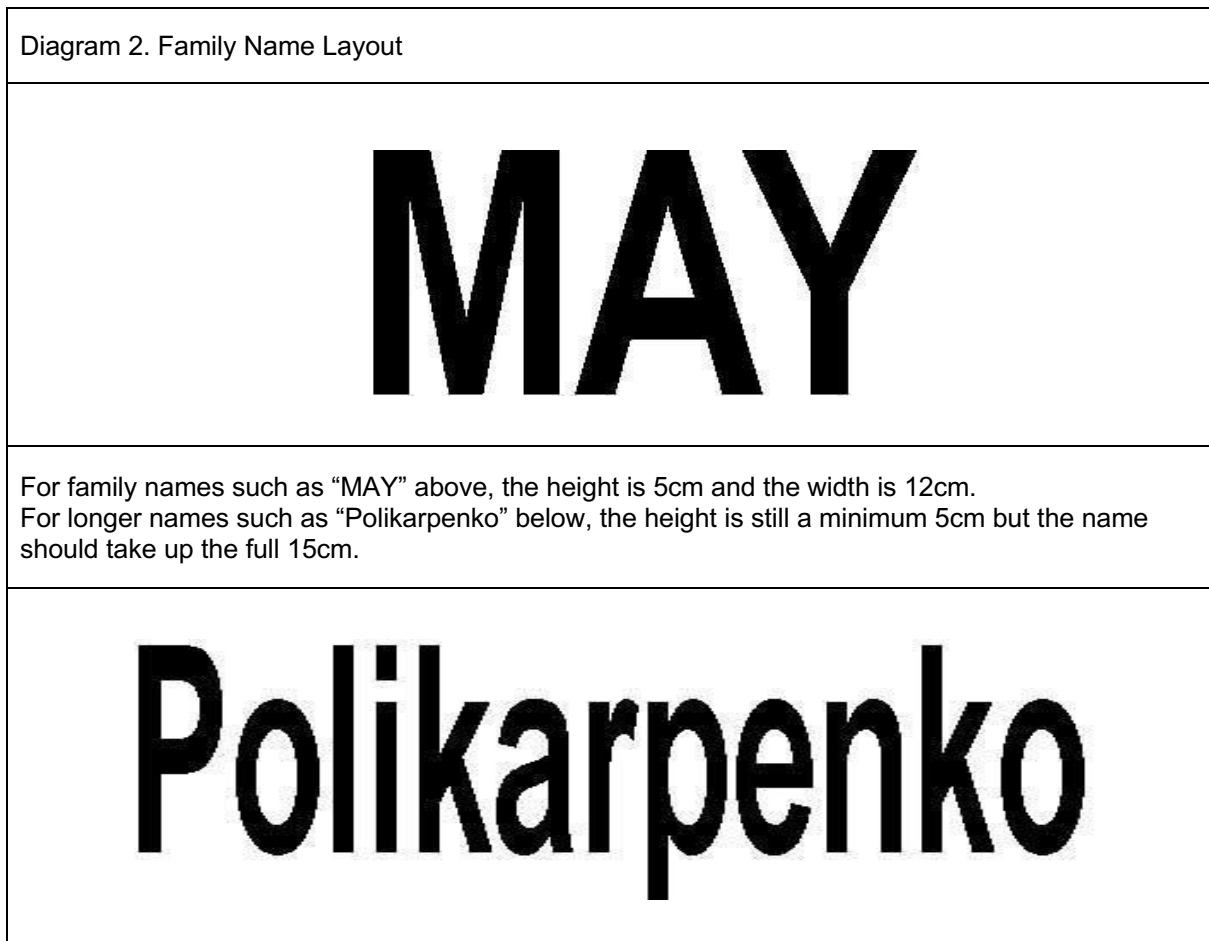 Diagram 2. Family Name Layout
MAY
For family names such as “MAY” above, the height is 5cm and the width is 12cm.
For longer names such as “Polikarpenko” below, the height is still a minimum 5cm but the name
should take up the full 15cm.
Polikarpenko